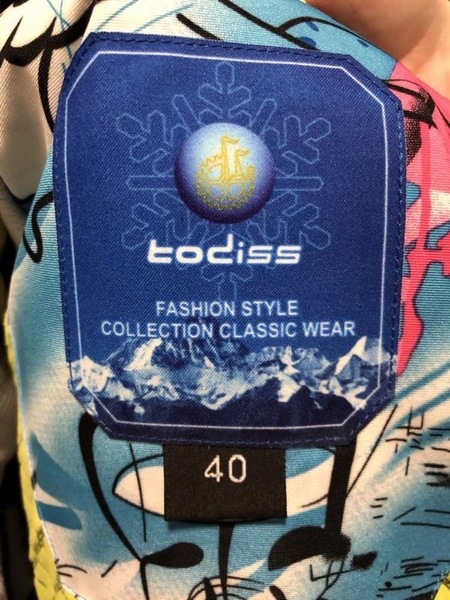 todiss
FASHION STYLE
COLLECTION CLASSIC WEAR
40